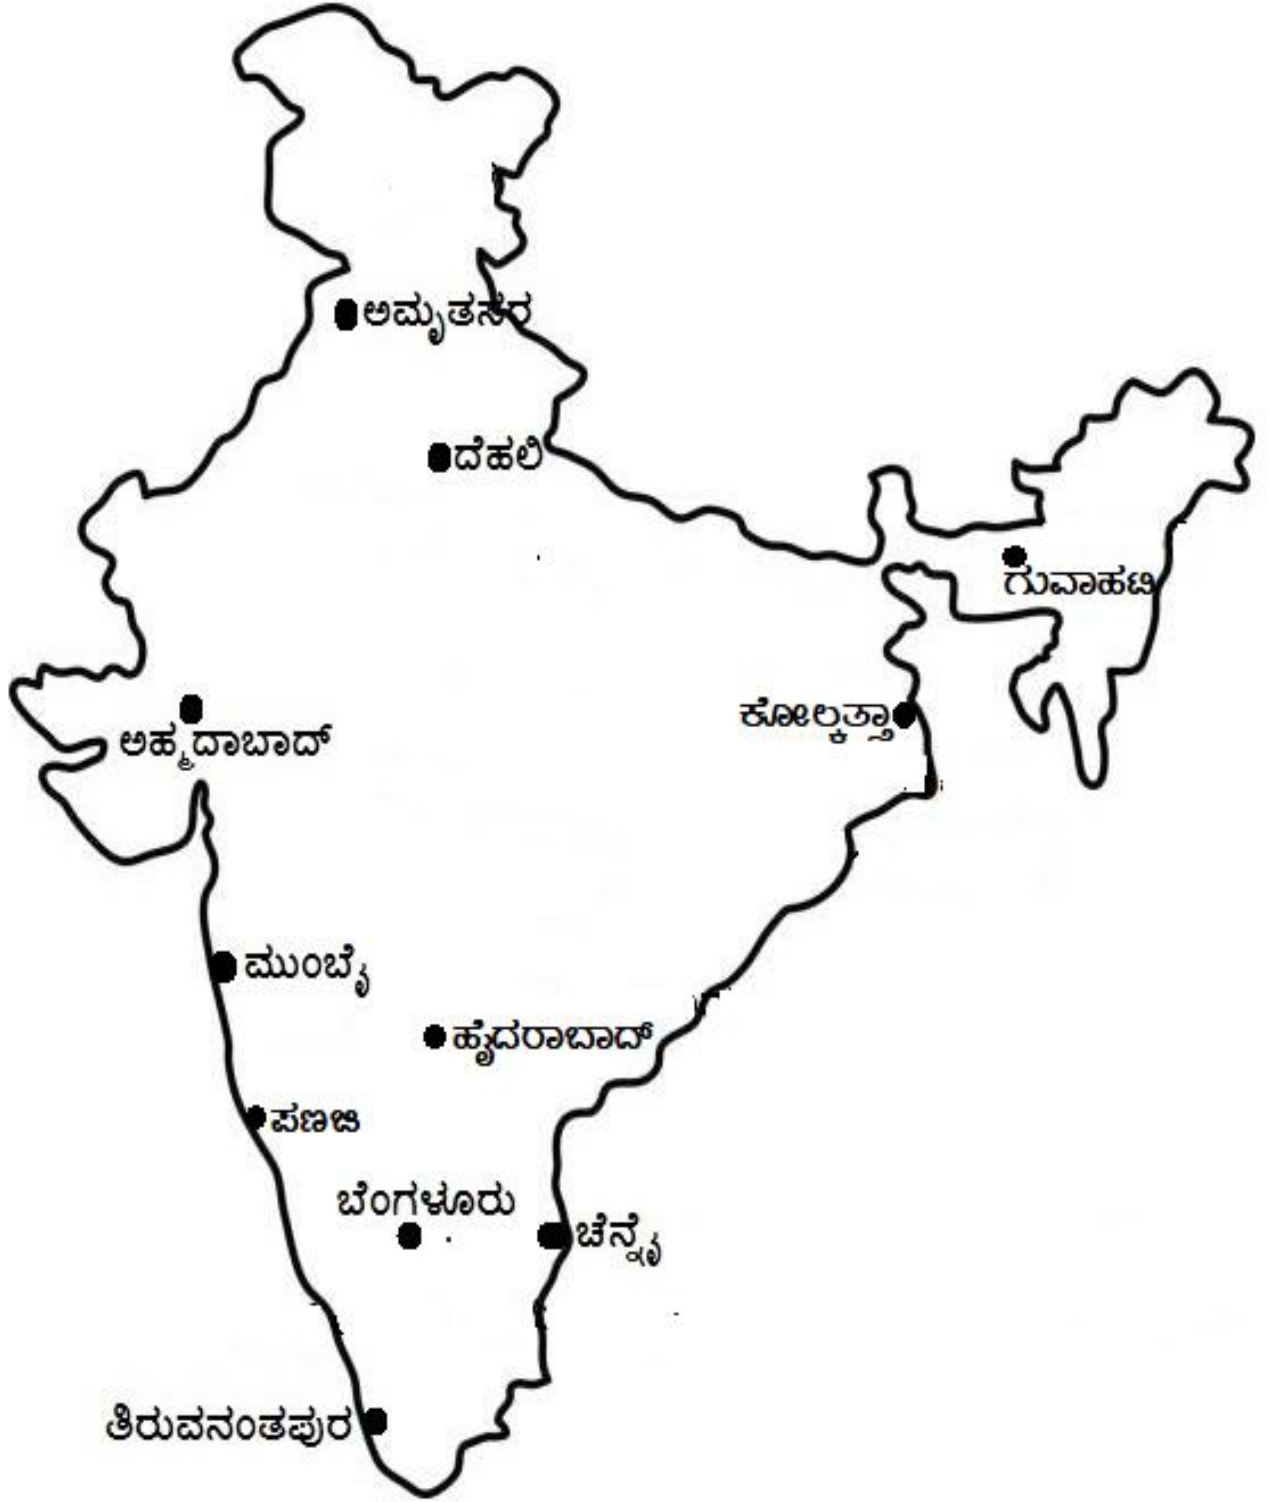 ಅಮೃತಸರ
ದೆಹಲಿ
ಗುವಾಹಟಿ
ಕೋಲ್ಕತ್ತಾ
ಅಹ್ಮದಾಬಾದ್
ಮುಂಬೈ
ಹೈದರಾಬಾದ್
ಪಣಜಿ
ಬೆಂಗಳೂರು
ಚೆನ್ನೈ
ತಿರುವನಂತಪುರ